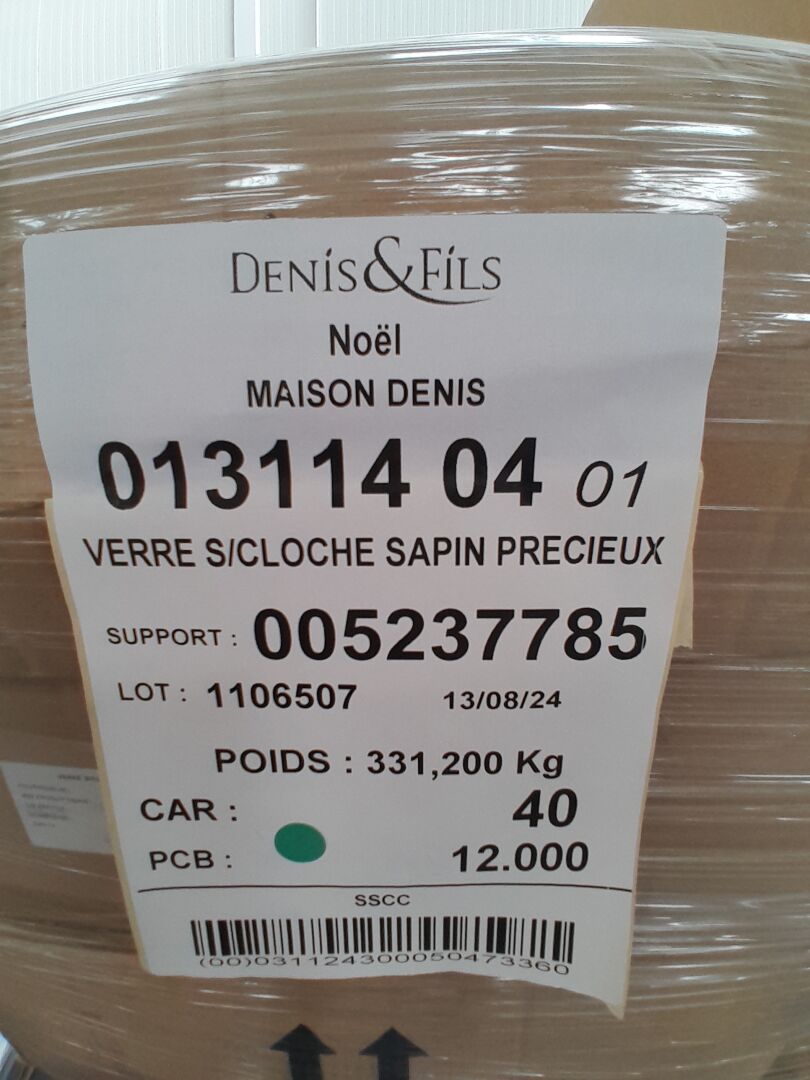 DENIS&FILS
Noël
MAISON DENIS
013114 04 01
VERRE S/CLOCHE SAPIN PRECIEUX
SUPPORT : 005237785
LOT : 1106507 13/08/24
POIDS : 331,200 Kg
CAR : 40
PCB : 12.000
SSCC
(00)031124300050473360